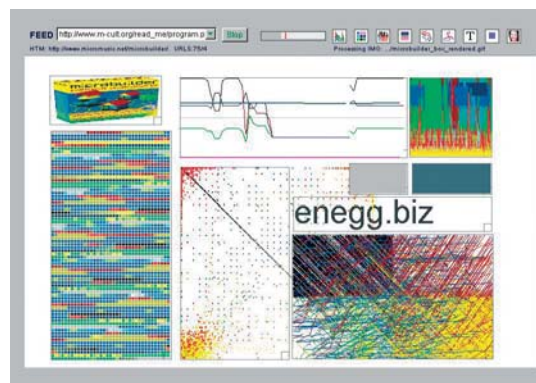 FEED http://www.m-cult.org/read_me/program.p Stop T
HTM: http://www.micromusic.net/microbuilder/ URLS:75/4 Processing IMG: .../microbuilder_box_rendered.gif
microbuilder
enegg.biz